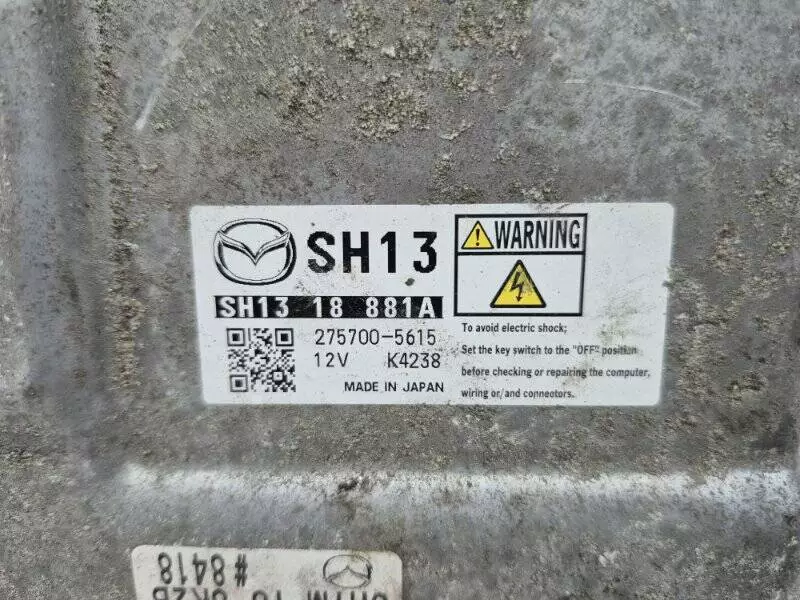 SH13
SH13 18 881A
275700-5615
12V K4238
MADE IN JAPAN
WARNING
To avoid electric shock;
Set the key switch to the "OFF" position
before checking or repairing the computer,
wiring or/and connectors.
#8418